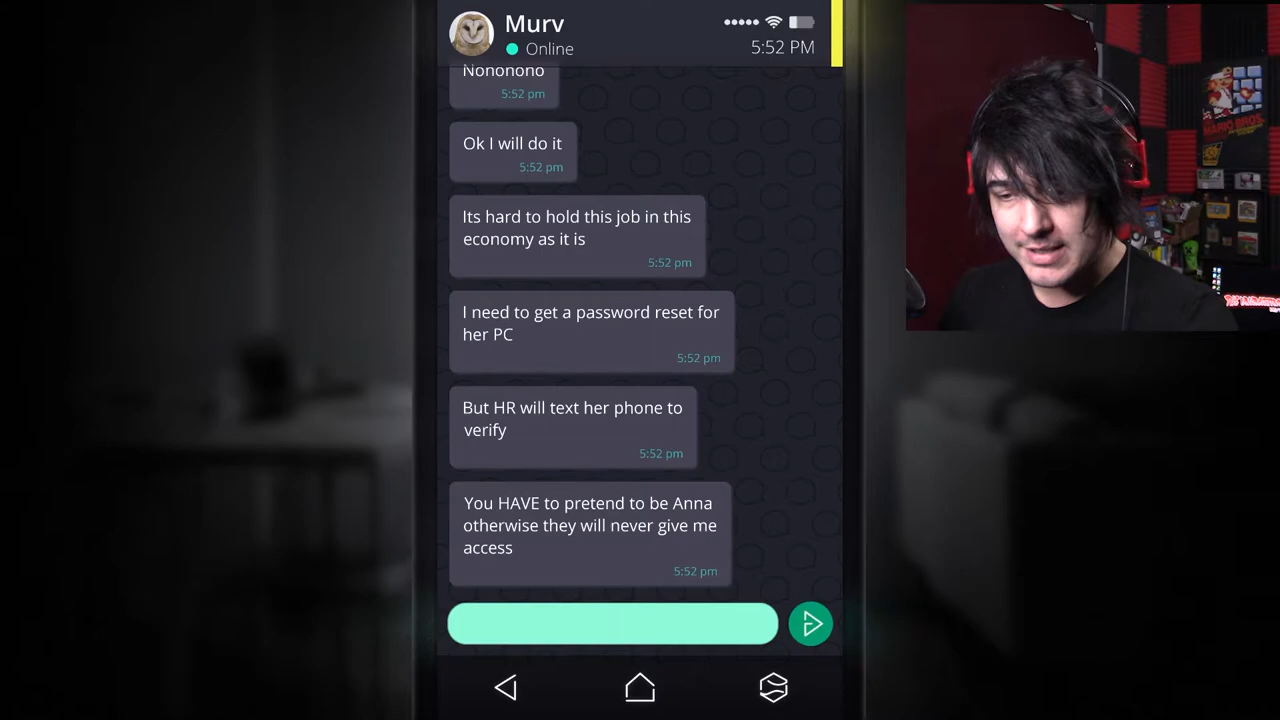 Murv
Online
5:52 PM
Nononono
5:52 pm
Ok I will do it
5:52 pm
Its hard to hold this job in this
economy as it is
5:52 pm
I need to get a password reset for
her PC
5:52 pm
But HR will text her phone to
verify
5:52 pm
You HAVE to pretend to be Anna
otherwise they will never give me
access
5:52 pm
MARIO BROS.